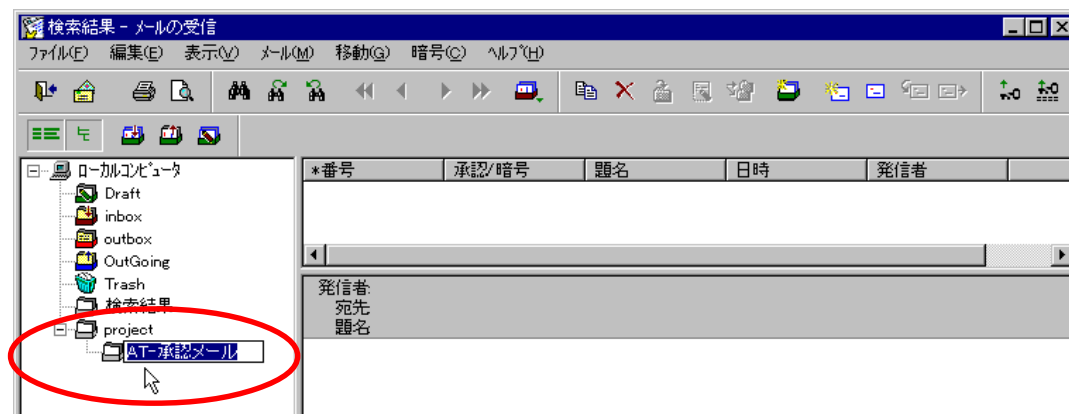 検索結果 - メールの受信
ファイル(F) 編集(E) 表示(V) メール(M) 移動(G) 暗号(C) ヘルプ(H)
ローカルコンピュータ
Draft
inbox
outbox
OutGoing
Trash
検索結果
project
AT-承認メール
*番号 承認/暗号 題名 日時 発信者
発信者:
宛先
題名